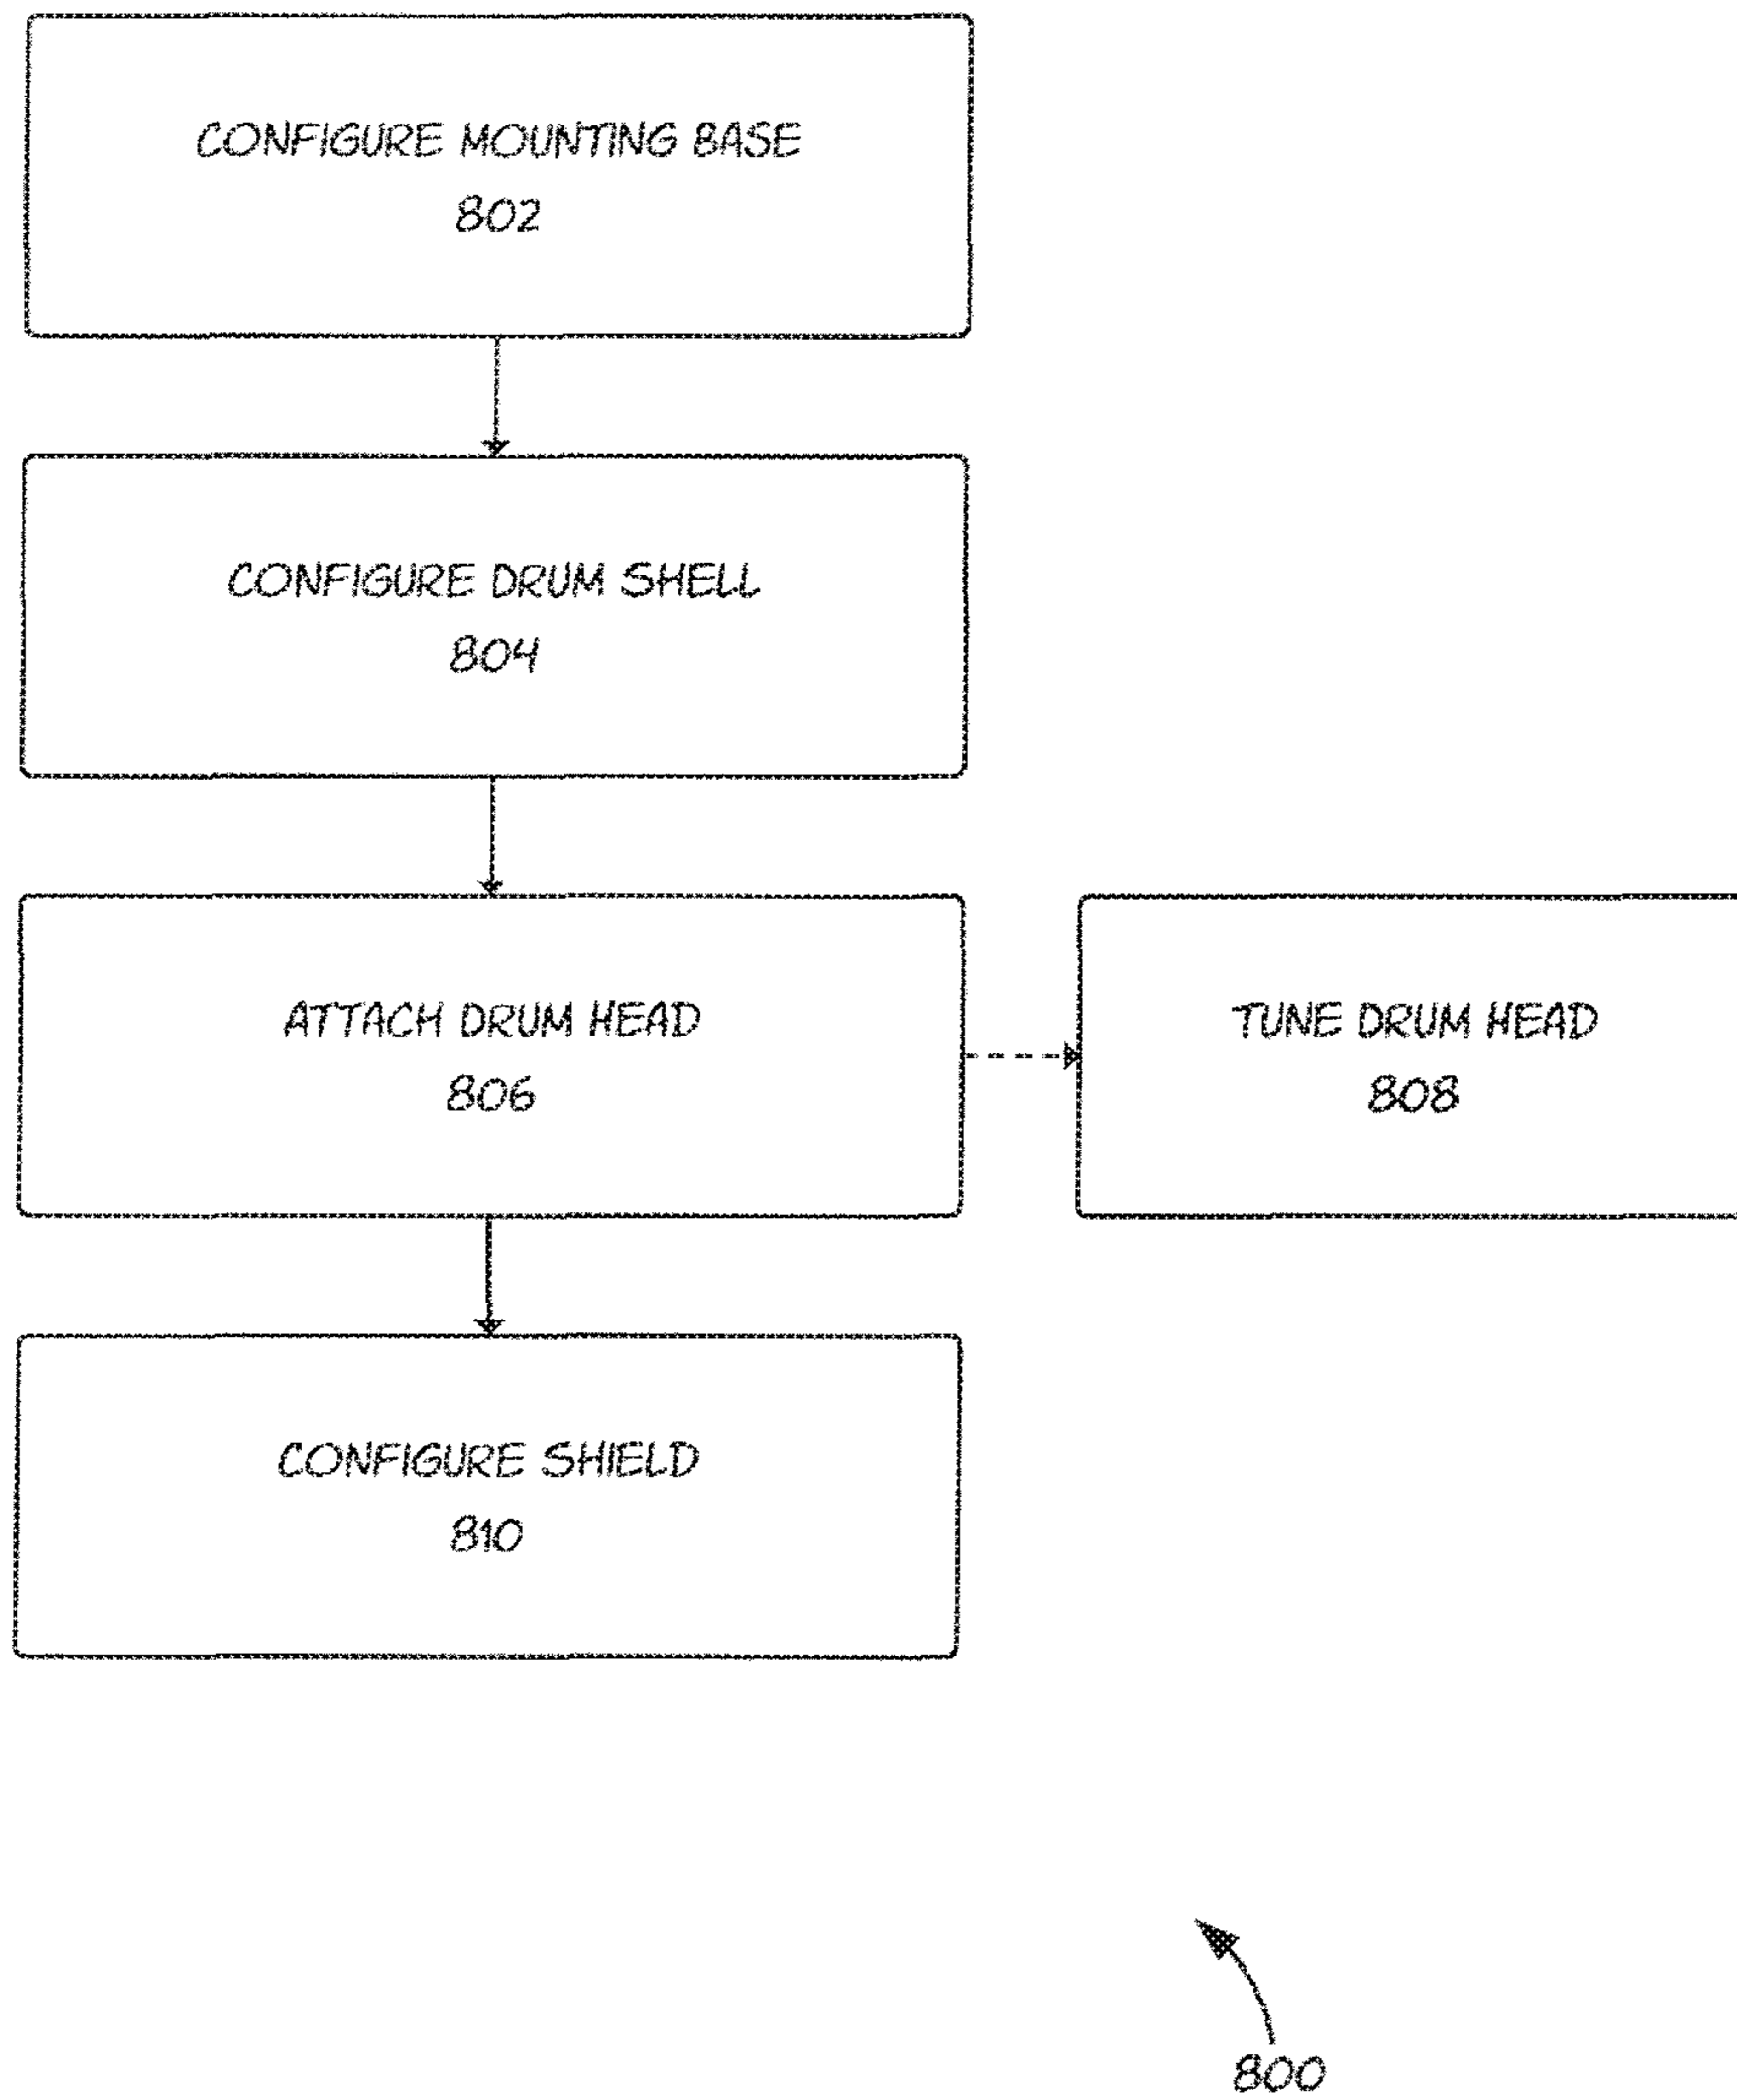 CONFIGURE MOUNTING BASE
802
CONFIGURE DRUM SHELL
804
ATTACH DRUM HEAD
806
TUNE DRUM HEAD
808
CONFIGURE SHIELD
810
800